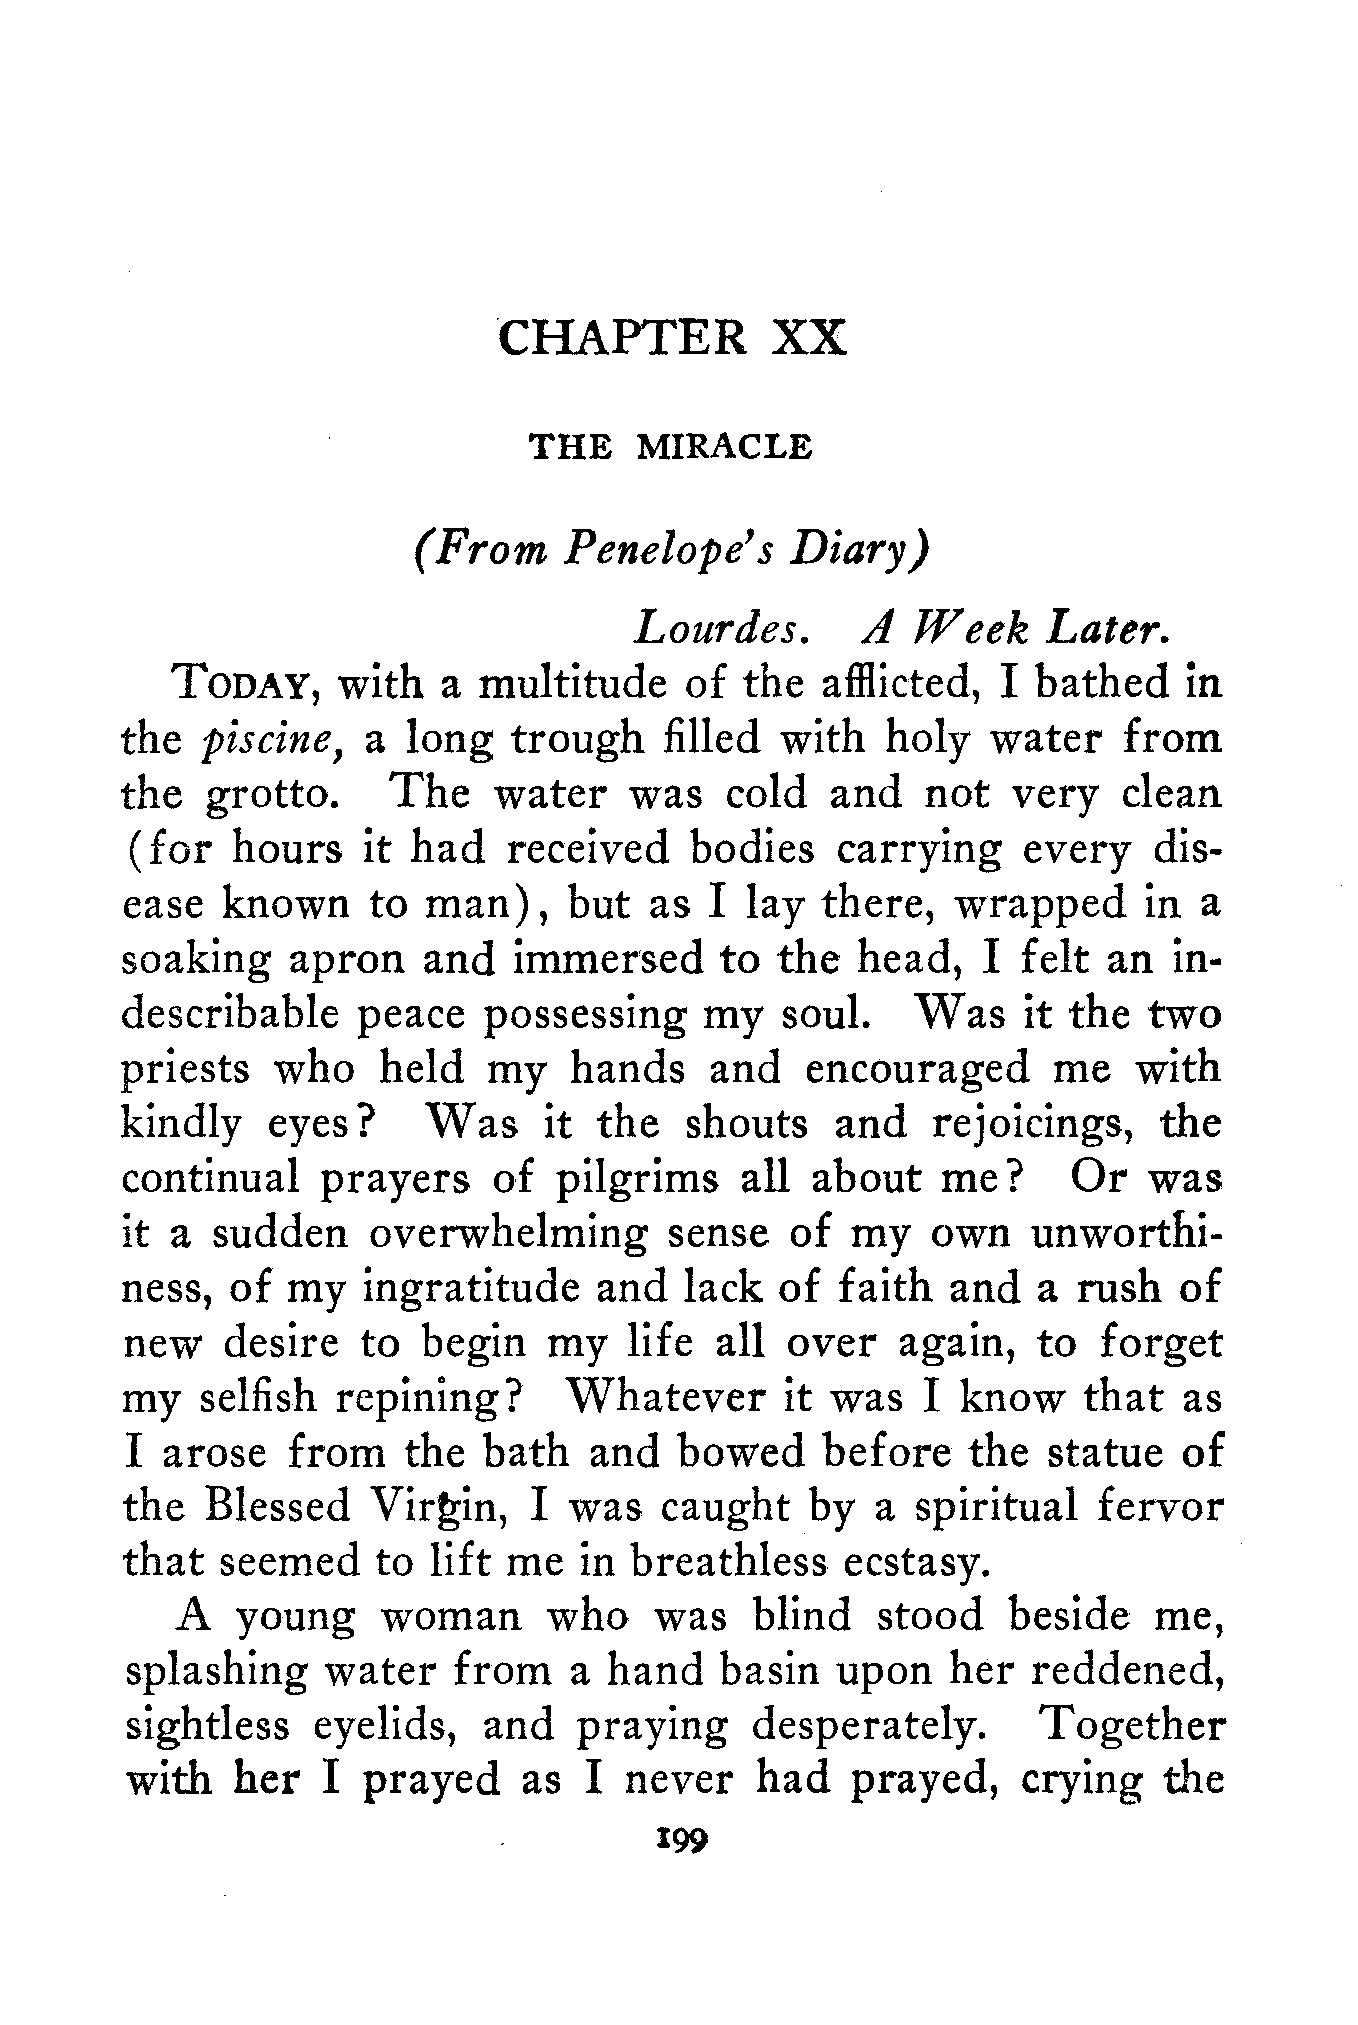 CHAPTER XX
THE MIRACLE
(From Penelope's Diary)
Lourdes. A Week Later.
TODAY, with a multitude of the afflicted, I bathed in
the piscine, a long trough filled with holy water from
the grotto. The water was cold and not very clean
(for hours it had received bodies carrying every dis-
ease known to man), but as I lay there, wrapped in a
soaking apron and immersed to the head, I felt an in-
describable peace possessing my soul. Was it the two
priests who held my hands and encouraged me with
kindly eyes? Was it the shouts and rejoicings, the
continual prayers of pilgrims all about me? Or was
it a sudden overwhelming sense of my own unworthi-
ness, of my ingratitude and lack of faith and a rush of
new desire to begin my life all over again, to forget
my selfish repining? Whatever it was I know that as
I arose from the bath and bowed before the statue of
the Blessed Virgin, I was caught by a spiritual fervor
that seemed to lift me in breathless ecstasy.
A young woman who was blind stood beside me,
splashing water from a hand basin upon her reddened,
sightless eyelids, and praying desperately. Together
with her I prayed as I never had prayed, crying the
199